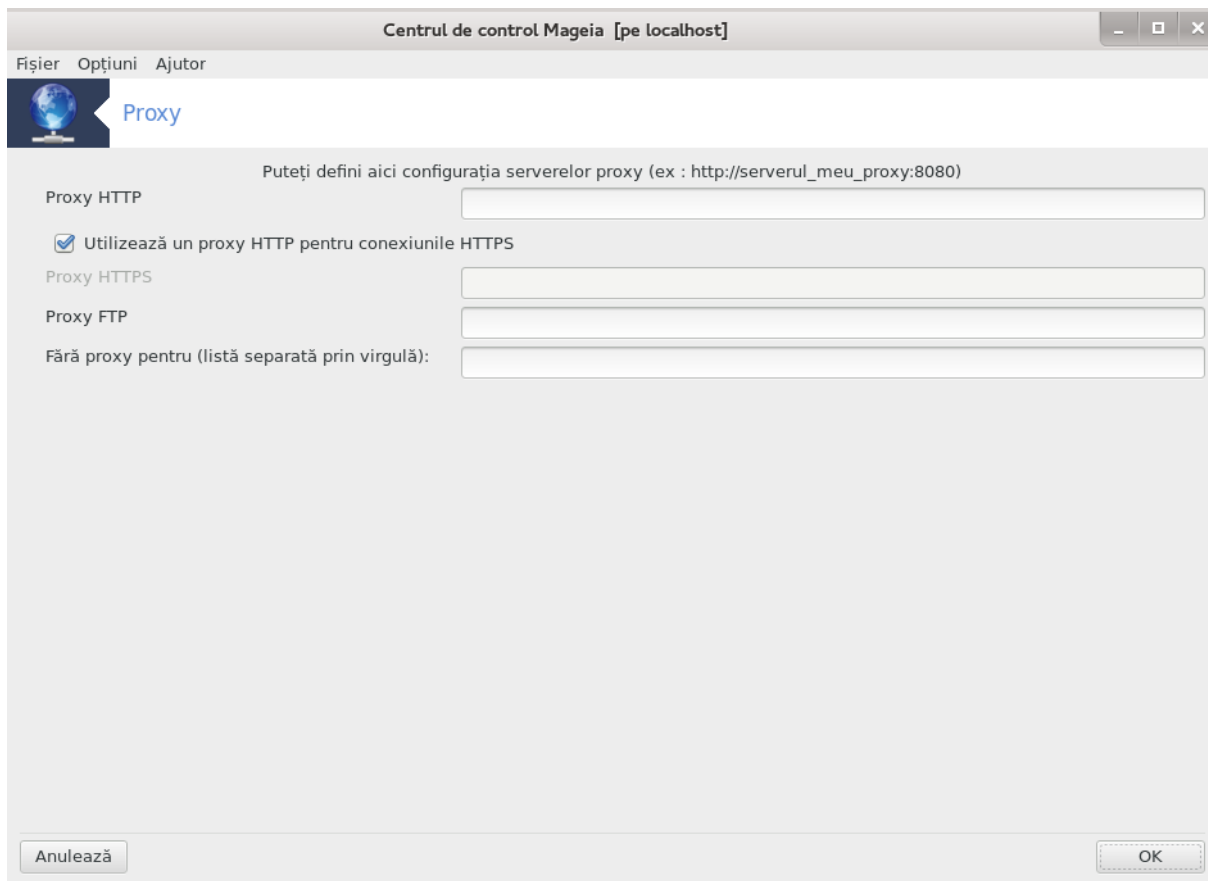 Centrul de control Mageia [pe localhost]
Fișier Opțiuni Ajutor
Proxy
Puteți defini aici configurația serverelor proxy (ex : http://serverul_meu_proxy:8080)
Proxy HTTP
Utilizează un proxy HTTP pentru conexiunile HTTPS
Proxy HTTPS
Proxy FTP
Fără proxy pentru (listă separată prin virgulă):
Anulează OK